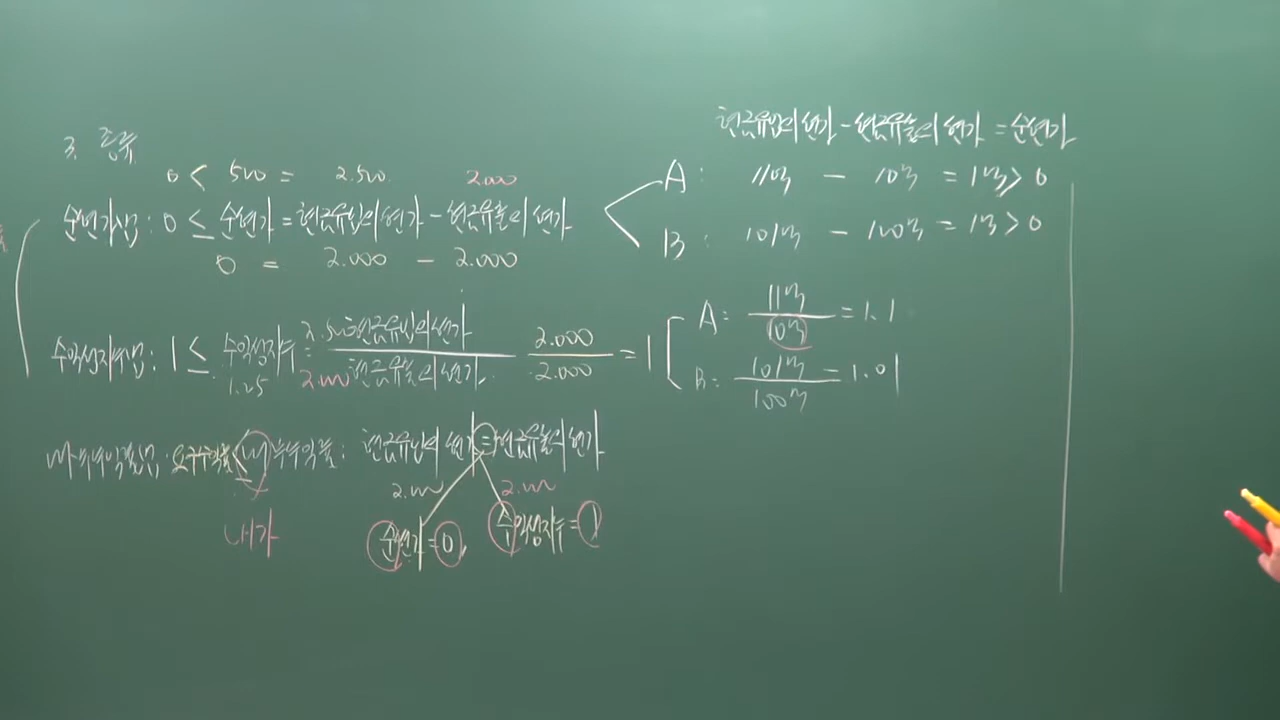 3. 종류
0 < 500 = 2.500 2.000
순현가법 : 0 ≤ 순현가 = 현금유입의 현가 - 현금유출의 현가
0 = 2.000 - 2.000
수익성지수법 : 1 ≤ 수익성지수 = 현금유입의 현가 / 현금유출의 현가 2.000 / 2.000 = 1
1.25 2.500 2.000
내부수익률법 : 요구수익률 ≤ 내부수익률 : 현금유입의 현가 = 현금유출의 현가
2.000 2.000
내가 순현가 = 0 수익성지수 = 1
현금유입의 현가 - 현금유출의 현가 = 순현가
A : 11억 - 10억 = 1억 > 0
B : 101억 - 100억 = 1억 > 0
A : 11억 / 10억 = 1.1
B : 101억 / 100억 = 1.01